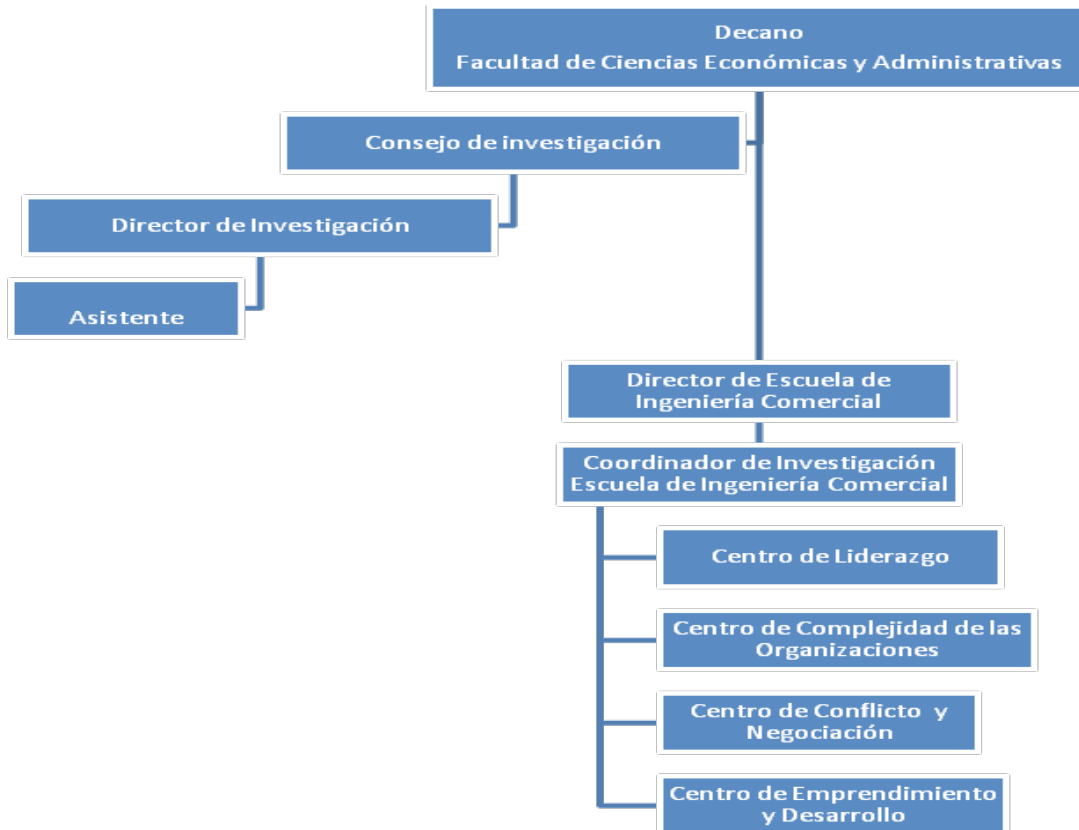 Decano
Facultad de Ciencias Económicas y Administrativas
Consejo de investigación
Director de Investigación
Asistente
Director de Escuela de
Ingeniería Comercial
Coordinador de Investigación
Escuela de Ingeniería Comercial
Centro de Liderazgo
Centro de Complejidad de las
Organizaciones
Centro de Conflicto y
Negociación
Centro de Emprendimiento
y Desarrollo